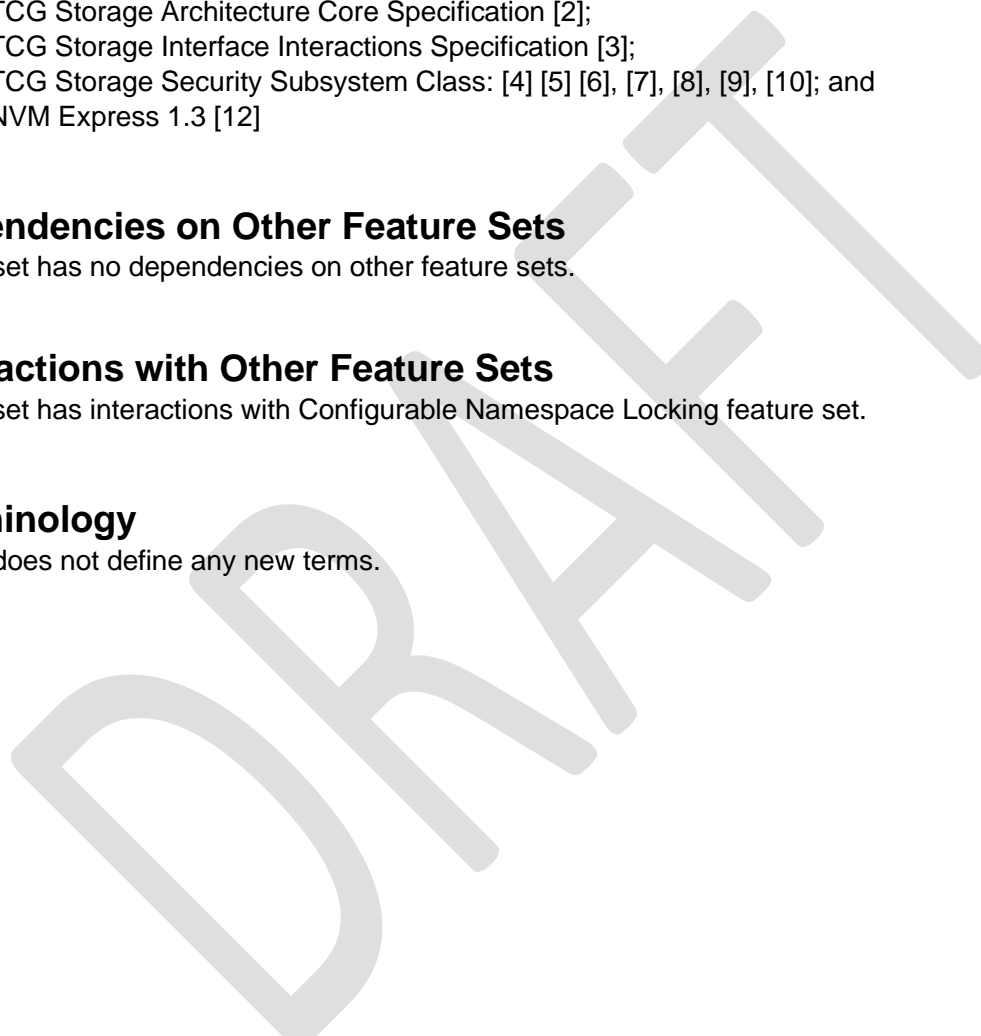 TCG Storage Architecture Core Specification [2];
TCG Storage Interface Interactions Specification [3];
TCG Storage Security Subsystem Class: [4] [5] [6], [7], [8], [9], [10]; and
NVM Express 1.3 [12]
endencies on Other Feature Sets
set has no dependencies on other feature sets.
actions with Other Feature Sets
set has interactions with Configurable Namespace Locking feature set.
inology
does not define any new terms.
DRAFT